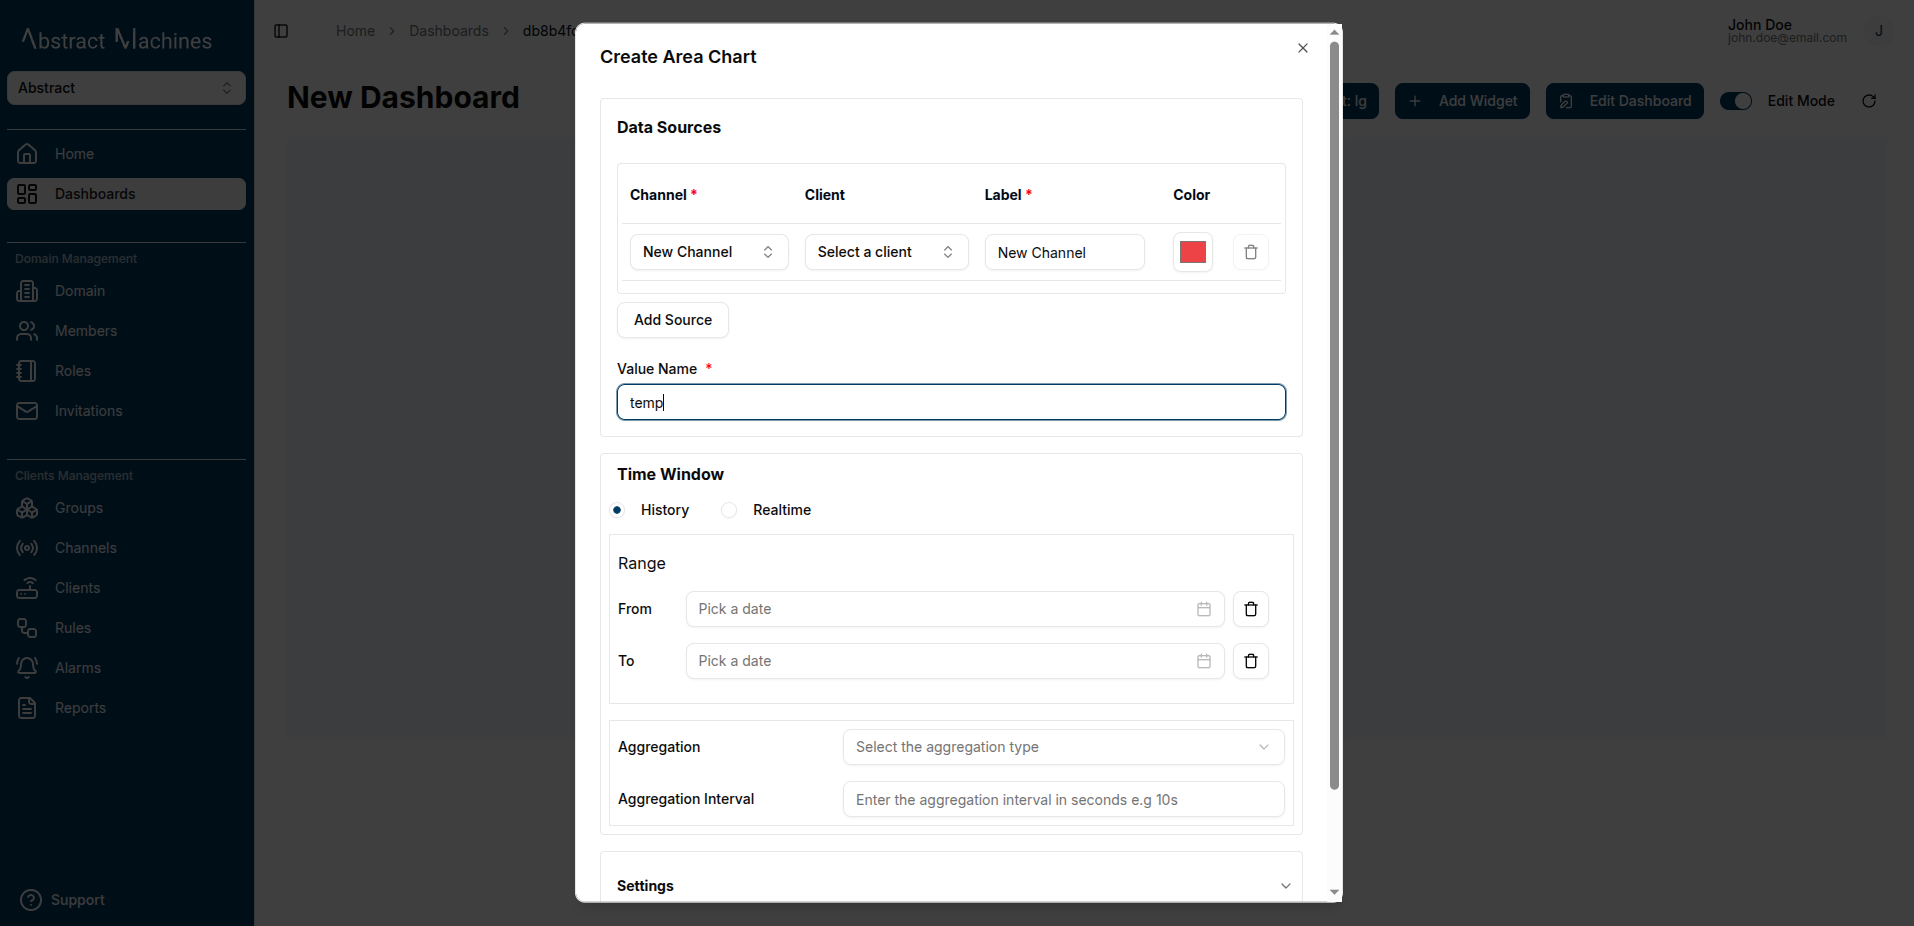 Abstract Machines
Abstract
Home
Dashboards
Domain Management
Domain
Members
Roles
Invitations
Clients Management
Groups
Channels
Clients
Rules
Alarms
Reports
Support
Home > Dashboards >
John Doe
john.doe@email.com
J
New Dashboard
t: lg
Add Widget
Edit Dashboard
Edit Mode
Create Area Chart
Data Sources
Channel * Client Label * Color
New Channel Select a client New Channel
Add Source
Value Name *
temp
Time Window
History Realtime
Range
From Pick a date
To Pick a date
Aggregation Select the aggregation type
Aggregation Interval Enter the aggregation interval in seconds e.g 10s
Settings